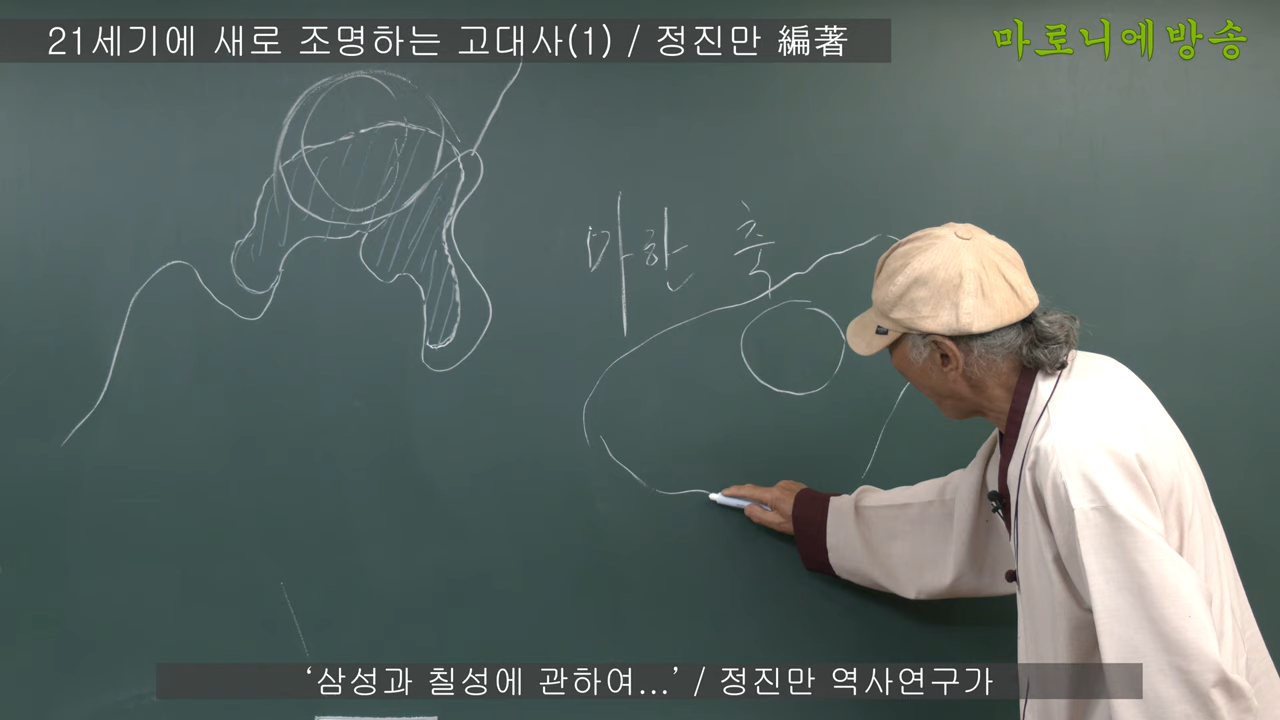 21세기에 새로 조명하는 고대사(1) / 정진만 編著
마로니에방송
마한 축
‘삼성과 칠성에 관하여...’ / 정진만 역사연구가